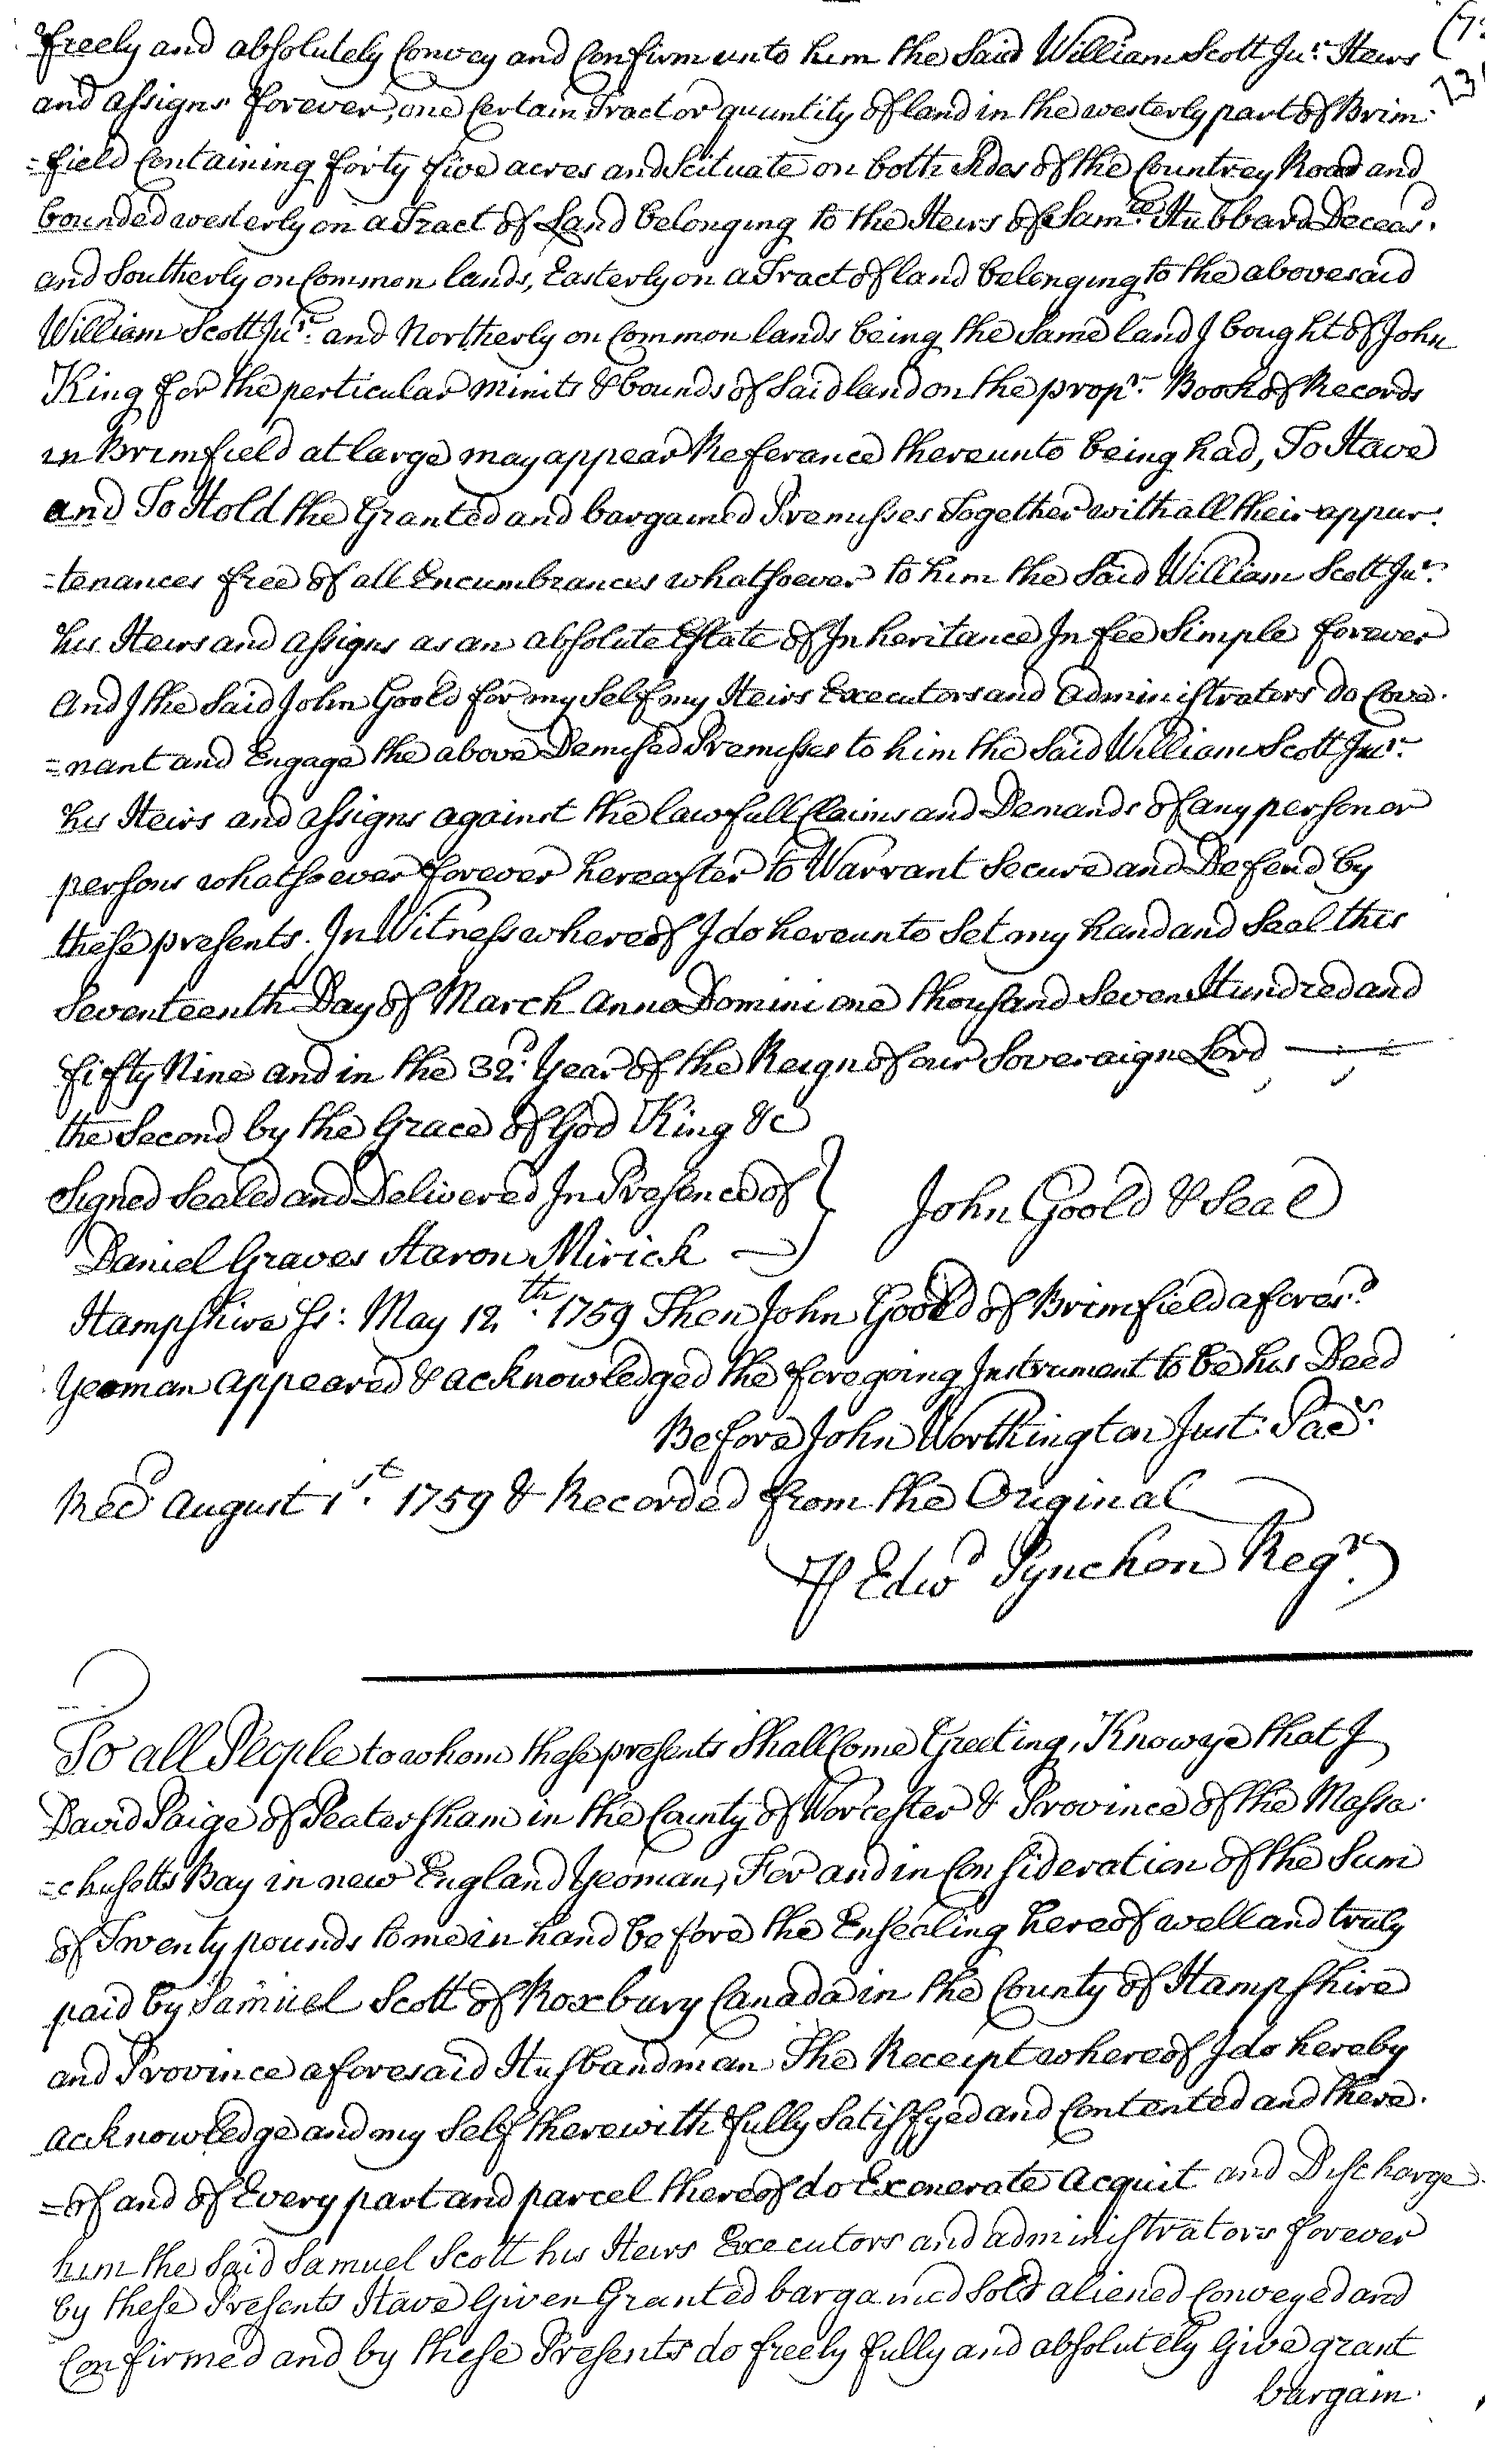 freely and absolutely Convey and Confirm unto him the Said William Scott Junr. Heirs
and assigns forever, one Certain Tract or quantity of land in the westerly part of Brim-
=field Containing forty five acres and Scituate on both sides of the Countrey Road and
bounded westerly on a Tract of Land belonging to the Heirs of Samll. Hubbard Deceasd.
and Southerly on Common lands, Easterly on a Tract of land belonging to the abovesaid
William Scott Junr. and Northerly on Common lands being the Same land I bought of John
King for the perticular minits & bounds of Said land on the propr. Book of Records
in Brimfield at large may appear Referance thereunto being had, To Have
and To Hold the Granted and bargained Premisses Together with all their appur-
=tenances free of all Encumbrances whatsoever to him the Said William Scott Junr.
his Heirs and assigns as an absolute Estate of Inheritance In fee Simple forever
And I the Said John Goold for my Self my Heirs Executors and administrators do Cove-
=nant and Engage the above Demised Premisses to him the Said William Scott Junr.
his Heirs and assigns against the lawfull Claims and Demands of any person or
persons whatsoever forever hereafter to Warrant Secure and Defend by
these presents. In Witness whereof I do hereunto Set my hand and Seal this
Seventeenth Day of March Anno Domini one thousand Seven Hundred and
fifty Nine and in the 32d. Year of the Reign of our Soveraign Lord
the Second by the Grace of God King &c
Signed Sealed and Delivered In Presence of } John Goold & Seal
Daniel Graves Aaron Mirick
Hampshire Ss: May 12th. 1759 Then John Goold of Brimfield aforesd.
Yeoman appeared & acknowledged the foregoing Instrument to be his Deed
Before John Worthington Just: Pacs.
Recd August 1st. 1759 & Recorded from the Original
P Edwd Pynchon Regr.
To all People to whom these presents Shall Come Greeting, Know ye that I
David Paige of Peatersham in the County of Worcester & Province of the Massa-
=chusetts Bay in new England Yeoman, For and in Consideration of the Sum
of Twenty pounds to me in hand before the Ensealing hereof well and truly
paid by Samuel Scott of Roxbury Canada in the County of Hampshire
and Province aforesaid Husbandman The Receipt whereof I do hereby
acknowledge and my Self therewith fully Satisfyed and Contented and there-
=of and of Every part and parcel thereof do Exonerate acquit and Discharge
him the Said Samuel Scott his Heirs Executors and administrators forever
by these Presents Have Given Granted bargained Sold aliened Conveyed and
Confirmed and by these Presents do freely fully and absolutely Give grant
bargain